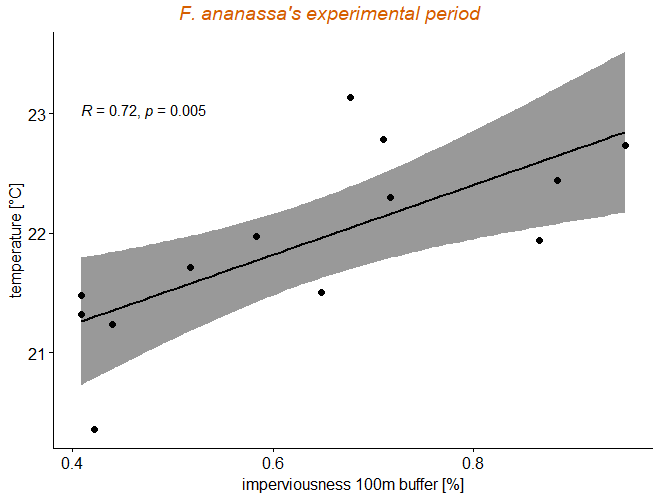 F. ananassa's experimental period
R = 0.72, p = 0.005
temperature [°C]
23
22
21
0.4
0.6
0.8
imperviousness 100m buffer [%]